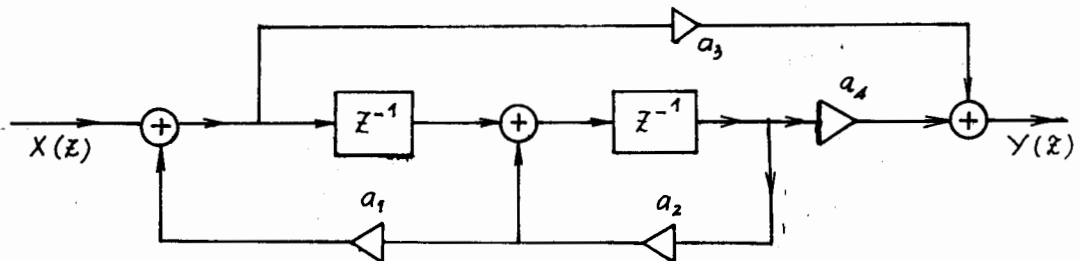 a₃
a₄
X(Z)
+
Z⁻¹
+
Z⁻¹
+
Y(Z)
a₁
a₂